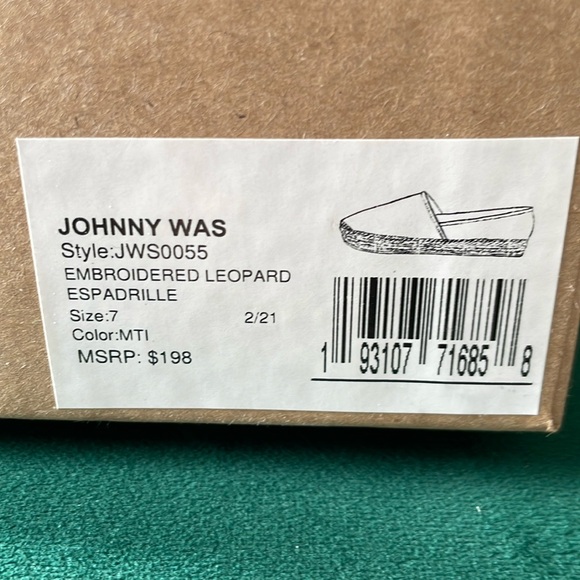 JOHNNY WAS
Style:JWS0055
EMBROIDERED LEOPARD
ESPADRILLE
Size:7 2/21
Color:MTI
MSRP: $198
1 93107 71685 8